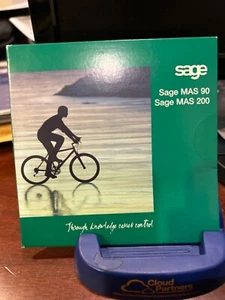 sage
Sage MAS 90
Sage MAS 200
Through knowledge comes control.
Cloud
Partners